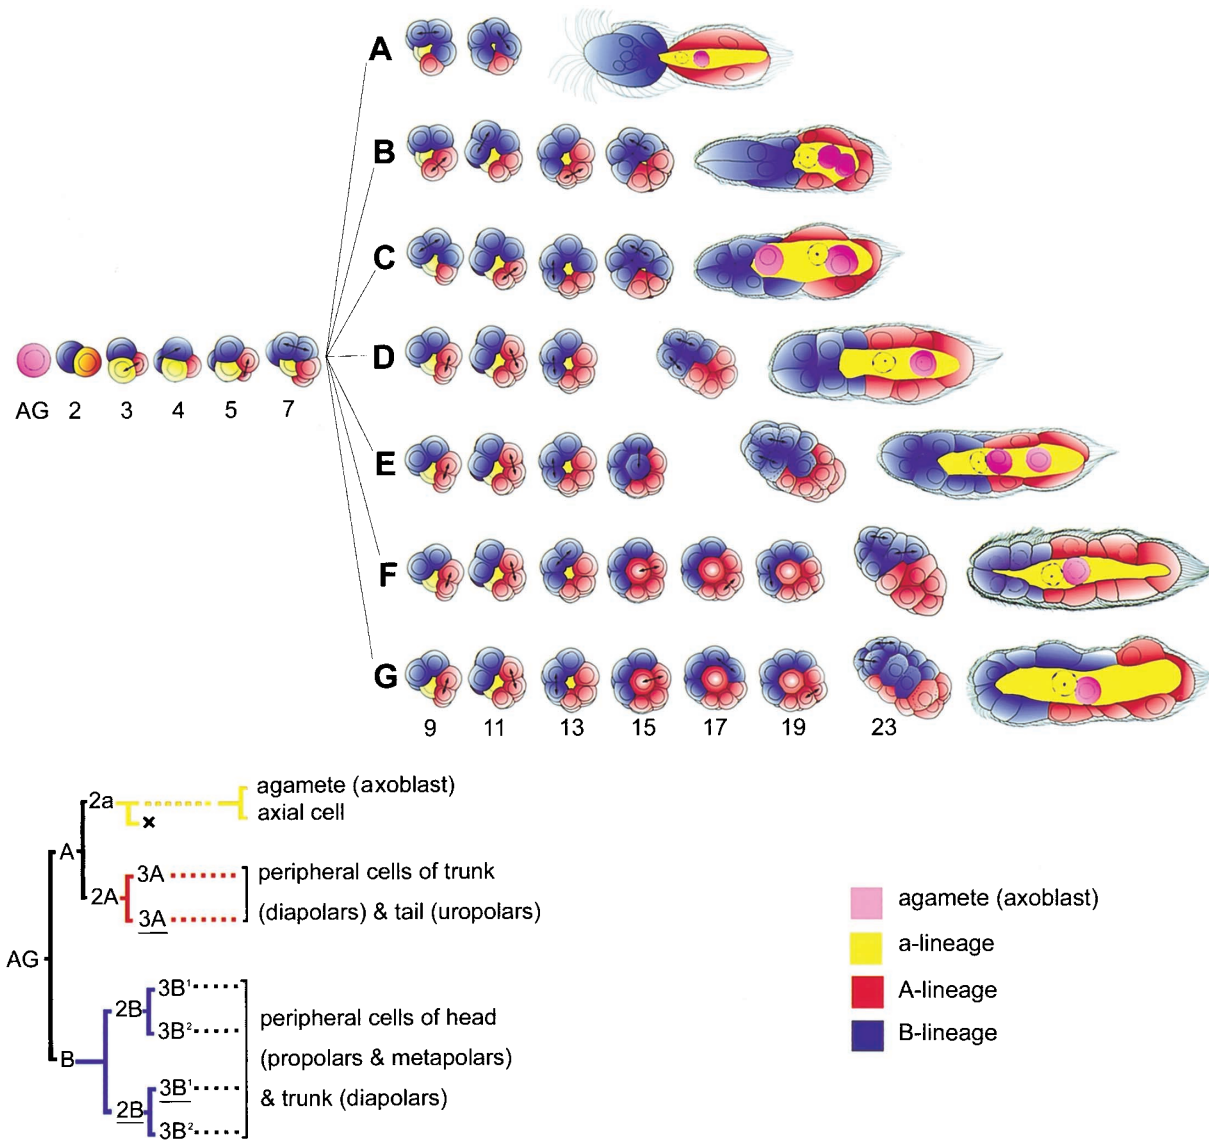 A
B
C
D
E
F
G
AG 2 3 4 5 7
9 11 13 15 17 19 23
2a
agamete (axoblast)
axial cell
×
A
3A
peripheral cells of trunk
2A
(diapolars) & tail (uropolars)
3A
AG
3B¹
2B
peripheral cells of head
3B²
B
(propolars & metapolars)
3B¹
& trunk (diapolars)
2B
3B²
agamete (axoblast)
a-lineage
A-lineage
B-lineage